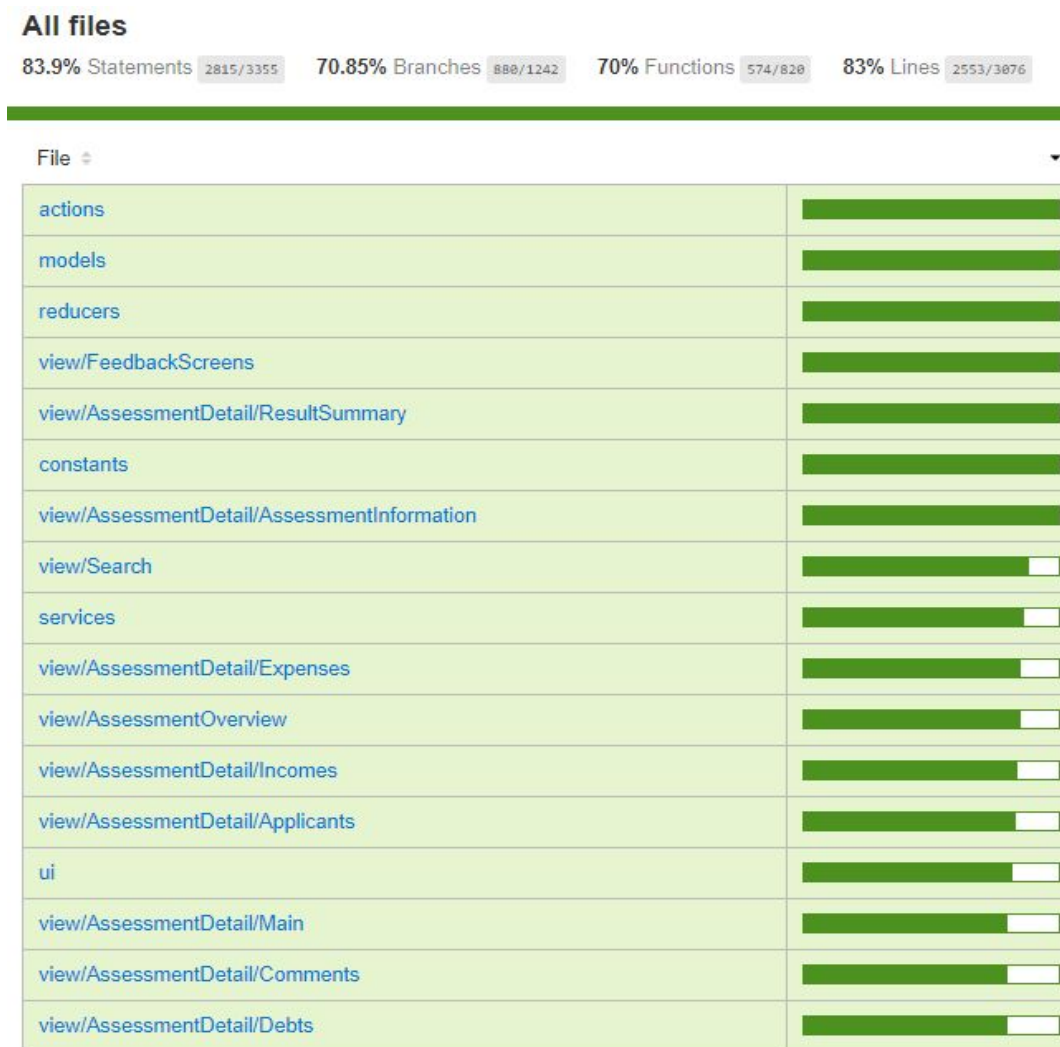 All files
83.9% Statements 2815/3355 70.85% Branches 880/1242 70% Functions 574/820 83% Lines 2553/3076
File
actions
models
reducers
view/FeedbackScreens
view/AssessmentDetail/ResultSummary
constants
view/AssessmentDetail/AssessmentInformation
view/Search
services
view/AssessmentDetail/Expenses
view/AssessmentOverview
view/AssessmentDetail/Incomes
view/AssessmentDetail/Applicants
ui
view/AssessmentDetail/Main
view/AssessmentDetail/Comments
view/AssessmentDetail/Debts